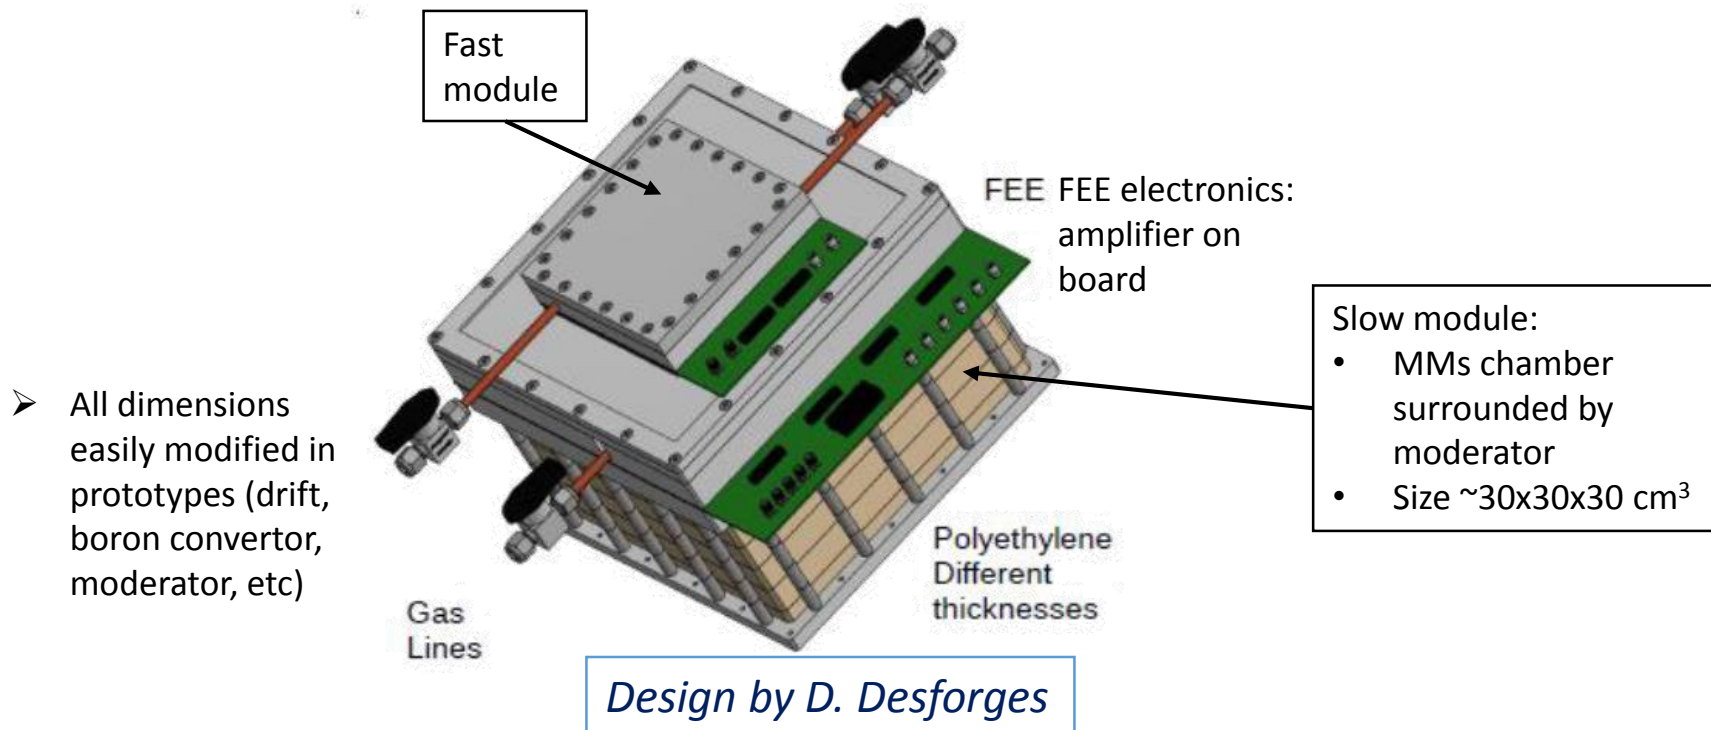 Fast
module
FEE FEE electronics:
amplifier on
board
Slow module:
• MMs chamber
surrounded by
moderator
• Size ~30x30x30 cm³
➢ All dimensions
easily modified in
prototypes (drift,
boron convertor,
moderator, etc)
Gas
Lines
Polyethylene
Different
thicknesses
Design by D. Desforges